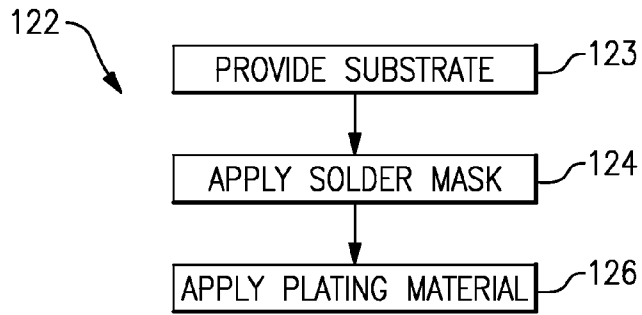 122
PROVIDE SUBSTRATE
123
APPLY SOLDER MASK
124
APPLY PLATING MATERIAL
126